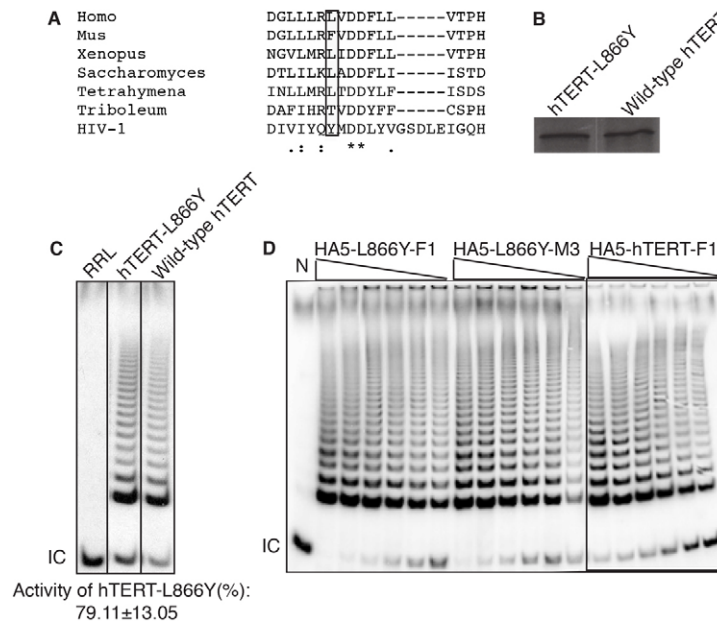 A
Homo DGLLLRLVDDFLL-----VTPH
Mus DGLLLRFVDDFLL-----VTPH
Xenopus NGVLMRLIDDFLL-----VTPH
Saccharomyces DTLILKLADDFLI-----ISTD
Tetrahymena INLLMRLTDDYLF-----ISDS
Triboleum DAFIHRTVDDYFF-----CSPH
HIV-1 DIVIYQYMDDLYVGSDLEIGQH
.: : ** .
B
hTERT-L866Y
Wild-type hTERT
C
RRL
hTERT-L866Y
Wild-type hTERT
IC
Activity of hTERT-L866Y(%):
79.11±13.05
D
N
HA5-L866Y-F1 HA5-L866Y-M3 HA5-hTERT-F1
IC